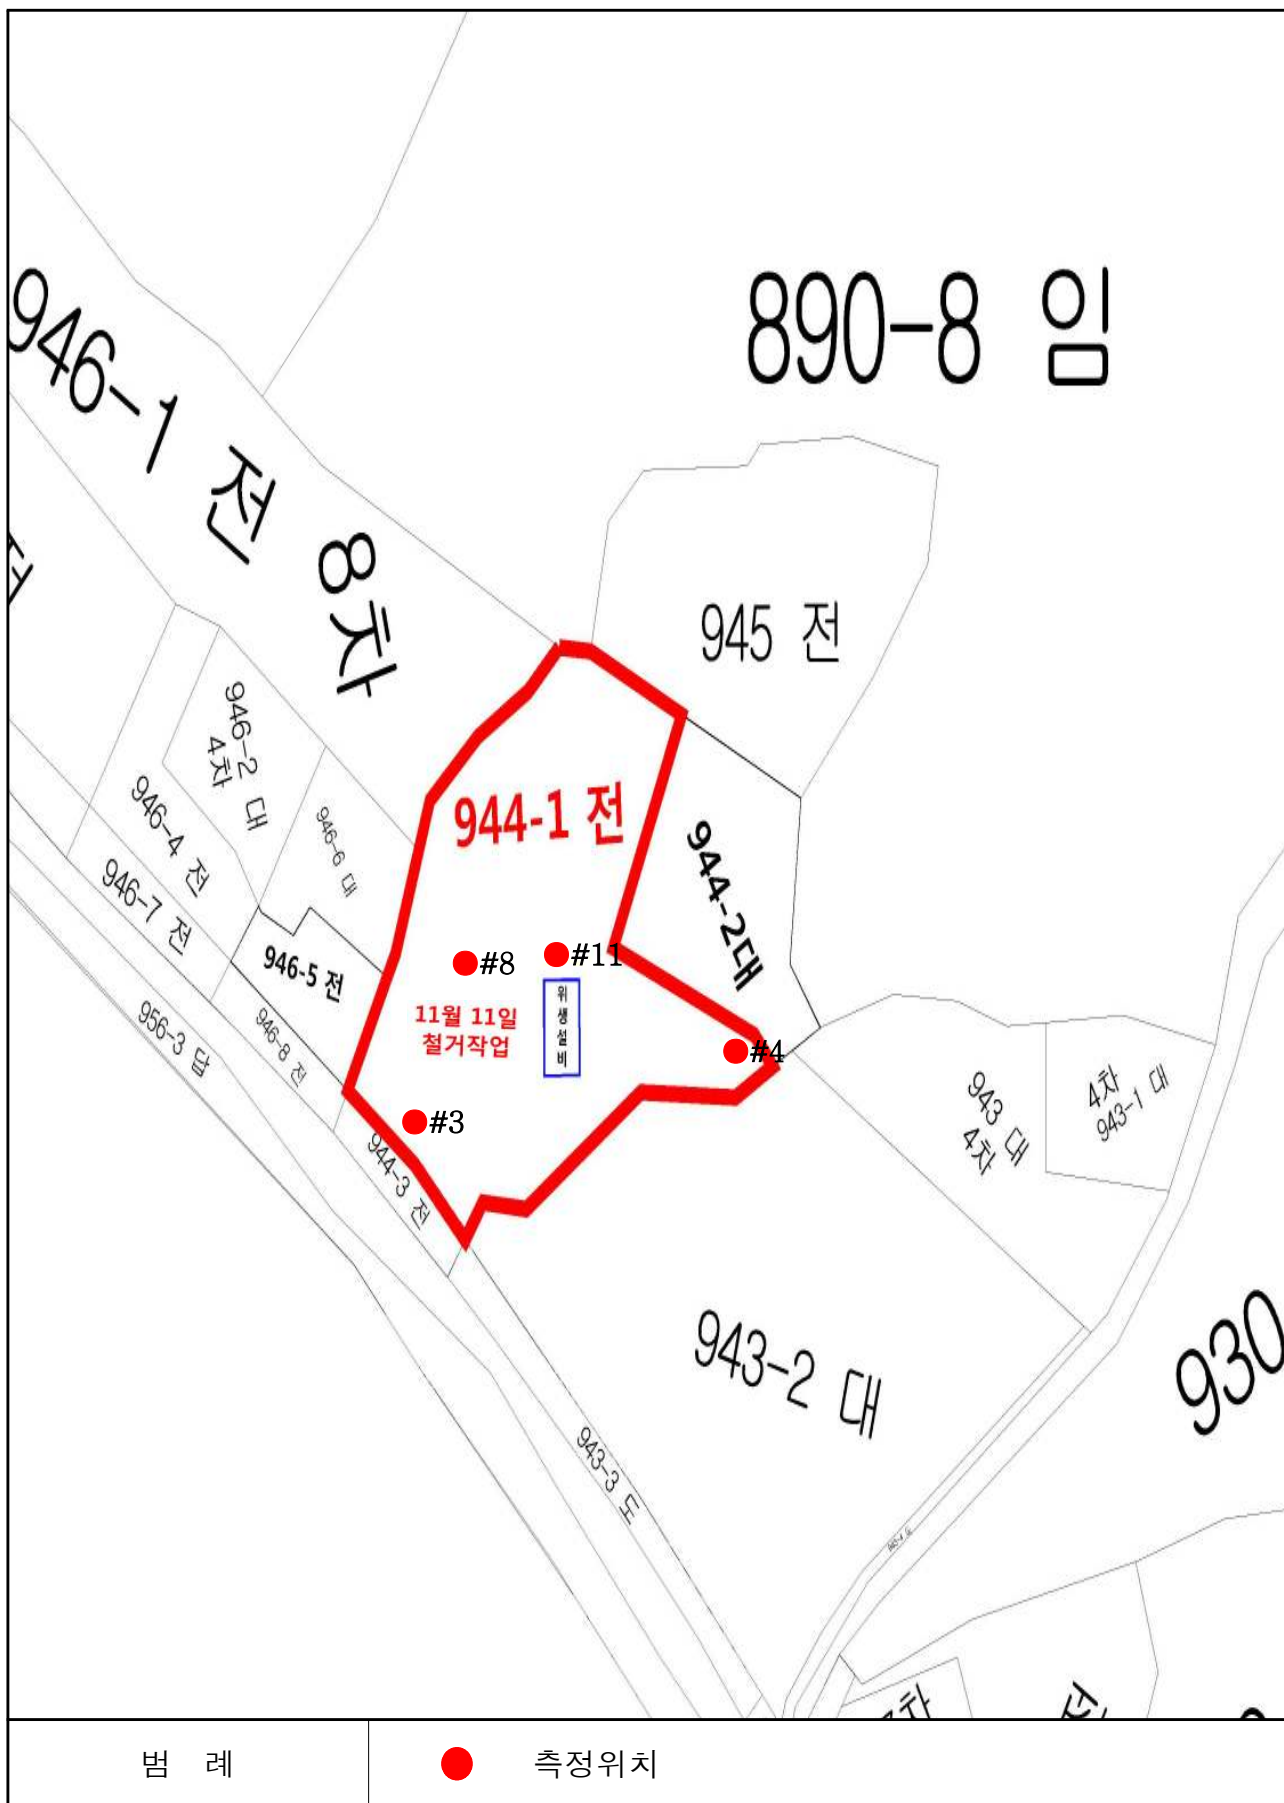 890-8 임
946-1 전 8차
945 전
946-2 대
4차
944-1 전
946-4 전
946-6 대
944-2대
946-7 전
946-5 전
#8
#11
위
생
설
비
11월 11일
철거작업
956-3 답
946-8 전
#4
#3
943 대
4차
4차
943-1 대
944-3 전
943-2 대
930
943-3 도
범 례
측정위치